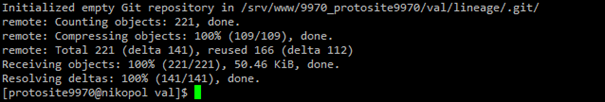 Initialized empty Git repository in /srv/www/9970_protosite9970/val/lineage/.git/
remote: Counting objects: 221, done.
remote: Compressing objects: 100% (109/109), done.
remote: Total 221 (delta 141), reused 166 (delta 112)
Receiving objects: 100% (221/221), 50.46 KiB, done.
Resolving deltas: 100% (141/141), done.
[protosite9970@nikopol val]$